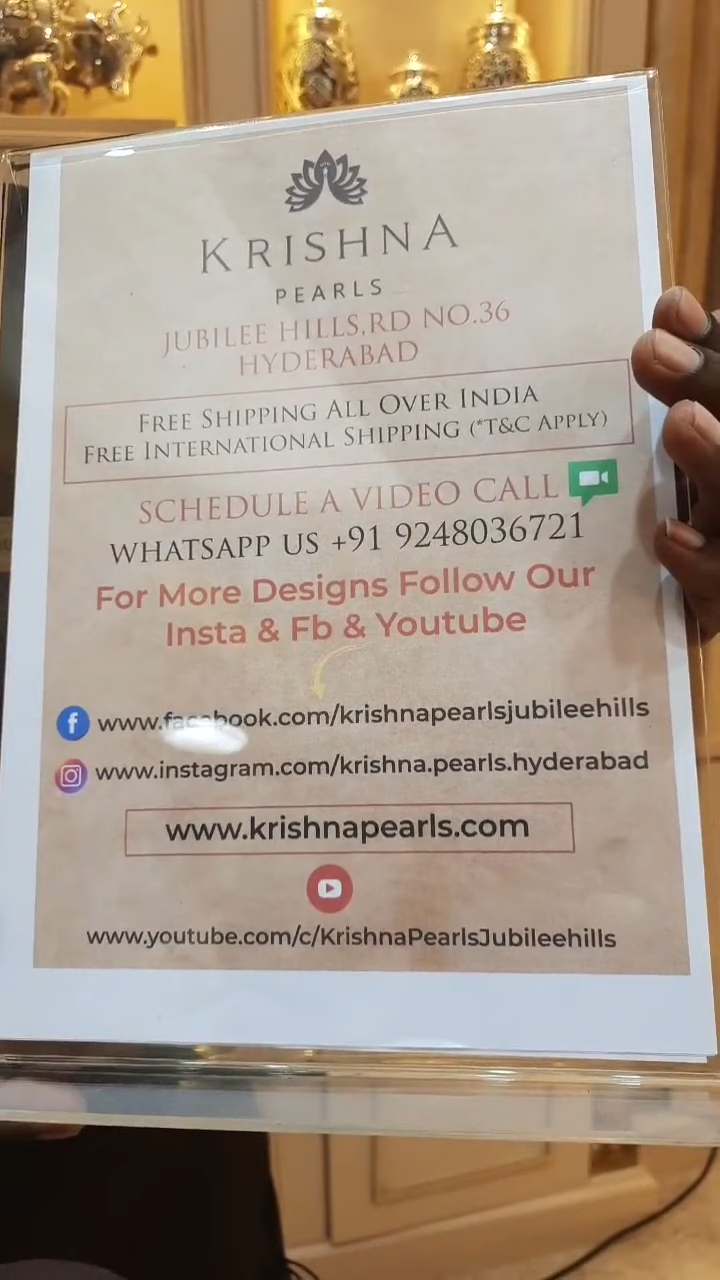 KRISHNA
PEARLS
JUBILEE HILLS,RD NO.36
HYDERABAD
FREE SHIPPING ALL OVER INDIA
FREE INTERNATIONAL SHIPPING (*T&C APPLY)
SCHEDULE A VIDEO CALL
WHATSAPP US +91 9248036721
For More Designs Follow Our
Insta & Fb & Youtube
www.facebook.com/krishnapearlsjubileehills
www.instagram.com/krishna.pearls.hyderabad
www.krishnapearls.com
www.youtube.com/c/KrishnaPearlsJubileehills